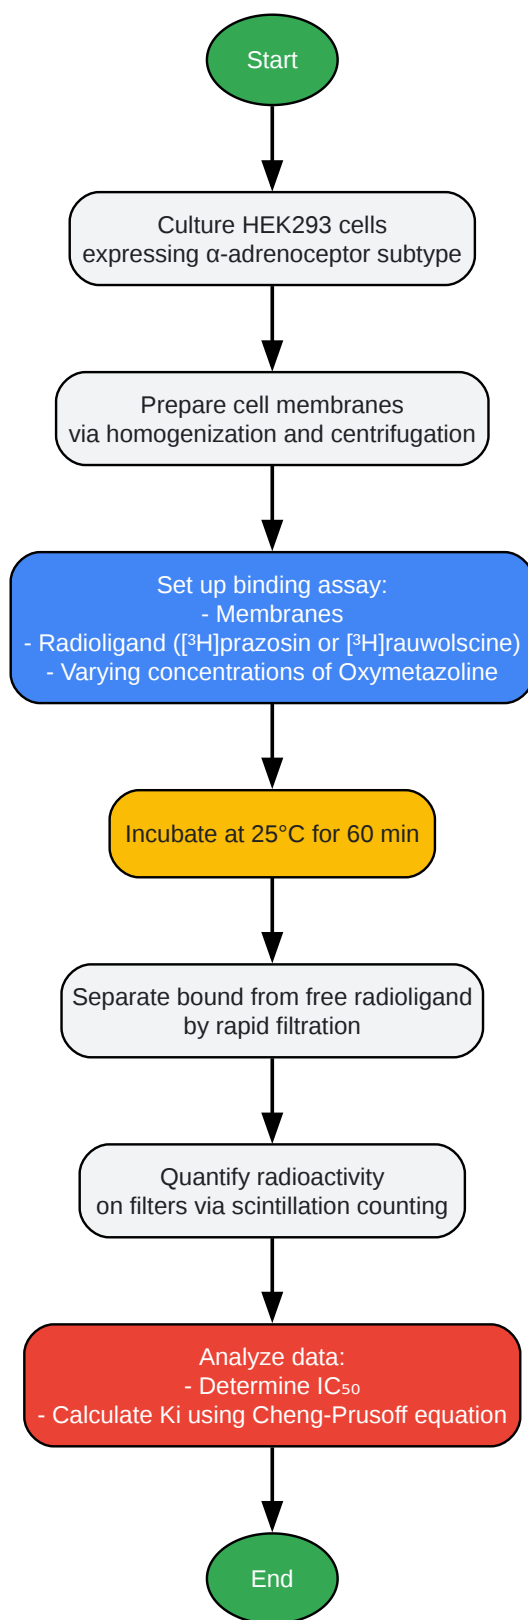 Start
Culture HEK293 cells
expressing α-adrenoceptor subtype
Prepare cell membranes
via homogenization and centrifugation
Set up binding assay:
- Membranes
- Radioligand ([³H]prazosin or [³H]rauwolscine)
- Varying concentrations of Oxymetazoline
Incubate at 25°C for 60 min
Separate bound from free radioligand
by rapid filtration
Quantify radioactivity
on filters via scintillation counting
Analyze data:
- Determine IC₅₀
- Calculate Ki using Cheng-Prusoff equation
End